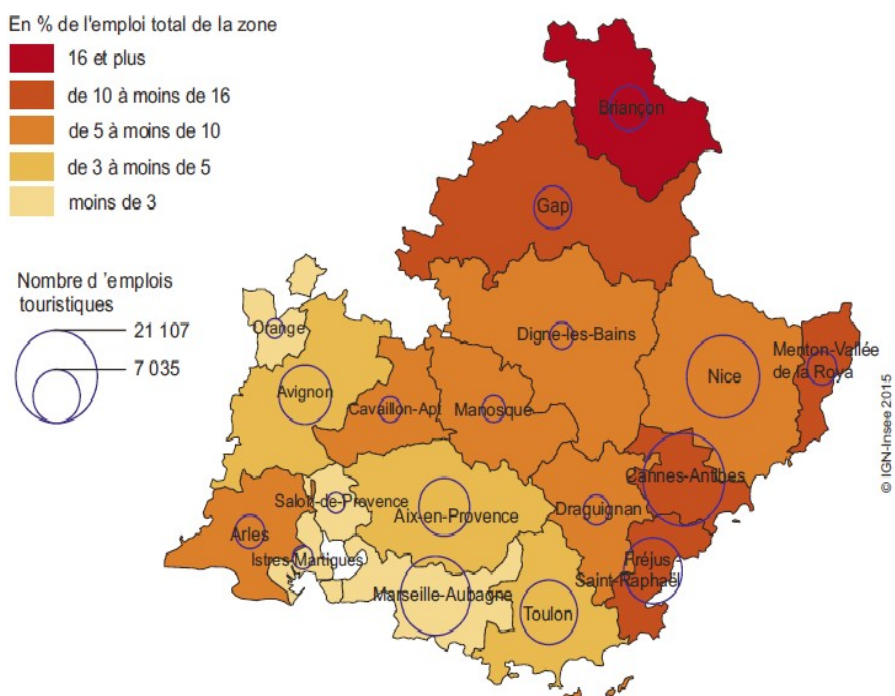 En % de l'emploi total de la zone
16 et plus
de 10 à moins de 16
de 5 à moins de 10
de 3 à moins de 5
moins de 3
Nombre d 'emplois
touristiques
21 107
7 035
Briançon
Gap
Orange
Digne-les-Bains
Menton-Vallée
de la Roya
Nice
Avignon
Cavaillon-Apt
Manosque
Cannes-Antibes
Salon-de-Provence
Aix-en-Provence
Draguignan
Arles
Istres-Martigues
Fréjus
Saint-Raphaël
Marseille-Aubagne
Toulon
© IGN-Insee 2015